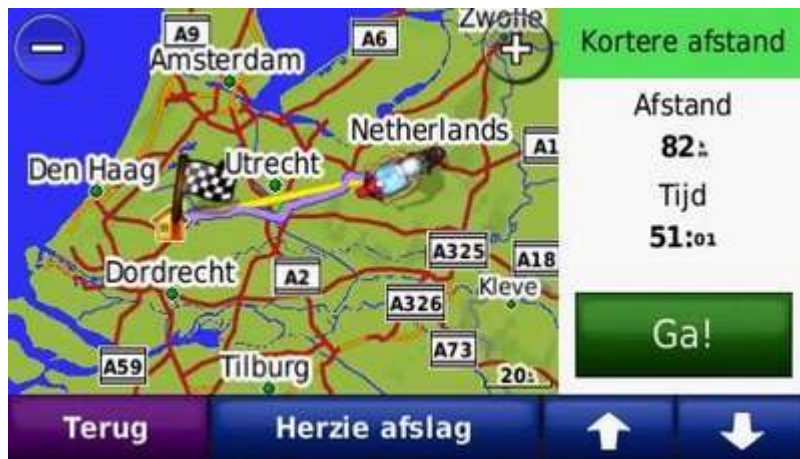 Zwolle
A9
A6
Amsterdam
Netherlands
A1
Den Haag
Utrecht
A325
A18
Dordrecht
A2
Kleve
A326
A73
A59
Tilburg
20
Kortere afstand
Afstand
82
Tijd
51:01
Ga!
Terug
Herzie afslag